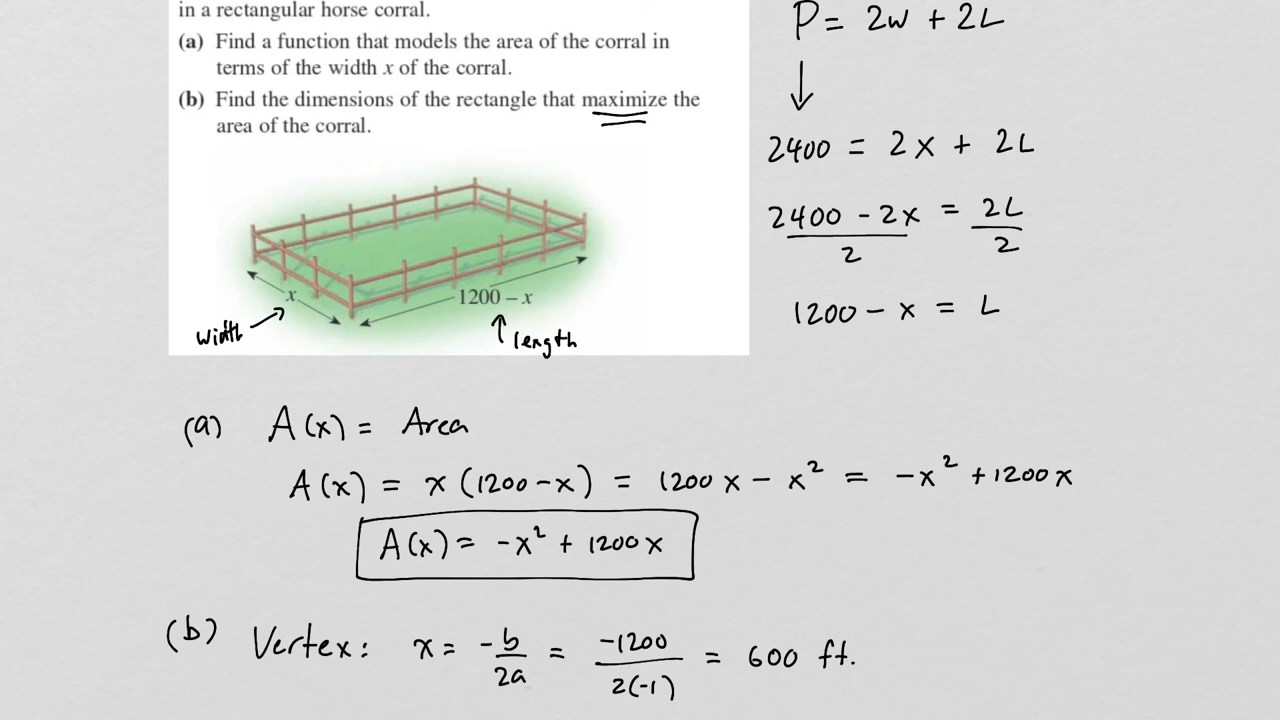 in a rectangular horse corral.
(a) Find a function that models the area of the corral in
terms of the width x of the corral.
(b) Find the dimensions of the rectangle that maximize the
area of the corral.
x
1200 – x
width
length
P = 2w + 2L
↓
2400 = 2x + 2L
2400 - 2x = 2L
2 2
1200 - x = L
(a) A(x) = Area
A(x) = x(1200-x) = 1200x - x² = -x² + 1200x
A(x) = -x² + 1200x
(b) Vertex: x = -b/2a = -1200/2(-1) = 600 ft.